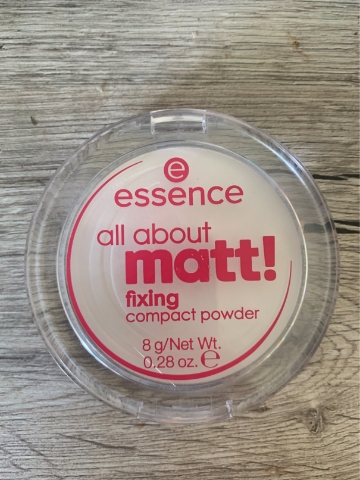 e
essence
all about
matt!
fixing
compact powder
8 g/Net Wt.
0.28 oz. ℮